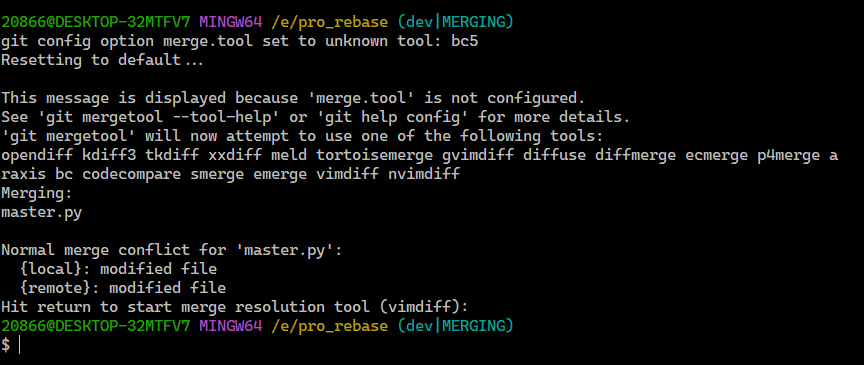 20866@DESKTOP-32MTFV7 MINGW64 /e/pro_rebase (dev|MERGING)
git config option merge.tool set to unknown tool: bc5
Resetting to default...
This message is displayed because 'merge.tool' is not configured.
See 'git mergetool --tool-help' or 'git help config' for more details.
'git mergetool' will now attempt to use one of the following tools:
opendiff kdiff3 tkdiff xxdiff meld tortoisemerge gvimdiff diffuse diffmerge ecmerge p4merge a
raxis bc codecompare smerge emerge vimdiff nvimdiff
Merging:
master.py
Normal merge conflict for 'master.py':
  {local}: modified file
  {remote}: modified file
Hit return to start merge resolution tool (vimdiff):
20866@DESKTOP-32MTFV7 MINGW64 /e/pro_rebase (dev|MERGING)
$